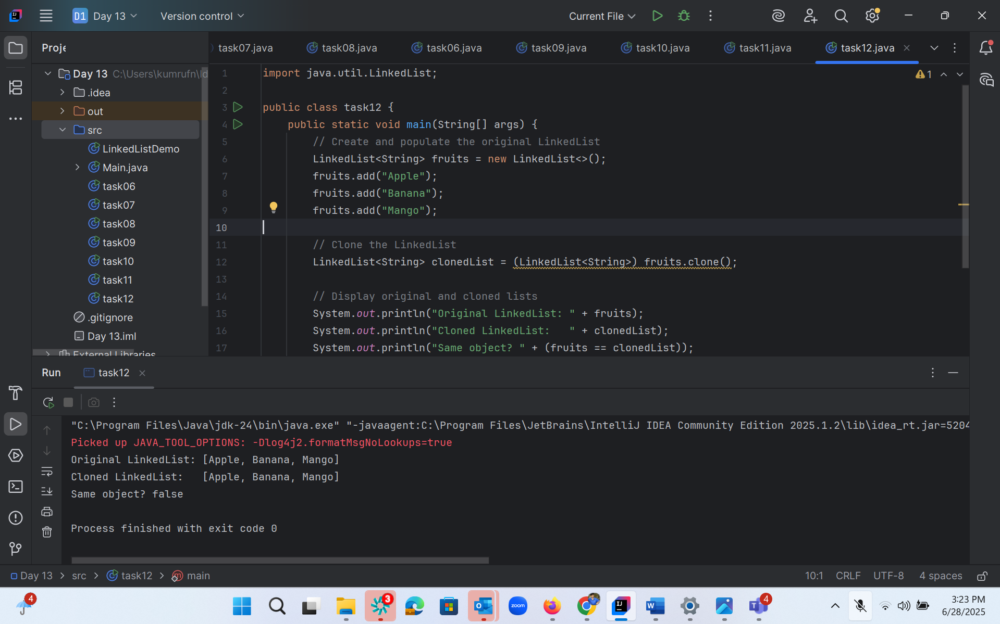 D1 Day 13 Version control Current File
Proje
task07.java task08.java task06.java task09.java task10.java task11.java task12.java
Day 13 C:\Users\kumrufn\Id
.idea
out
src
LinkedListDemo
Main.java
task06
task07
task08
task09
task10
task11
task12
.gitignore
Day 13.iml
External Libraries
1 import java.util.LinkedList;
2
3 public class task12 {
4 public static void main(String[] args) {
5 // Create and populate the original LinkedList
6 LinkedList<String> fruits = new LinkedList<>();
7 fruits.add("Apple");
8 fruits.add("Banana");
9 fruits.add("Mango");
10
11 // Clone the LinkedList
12 LinkedList<String> clonedList = (LinkedList<String>) fruits.clone();
13
14 // Display original and cloned lists
15 System.out.println("Original LinkedList: " + fruits);
16 System.out.println("Cloned LinkedList:   " + clonedList);
17 System.out.println("Same object? " + (fruits == clonedList));
1
Run task12
"C:\Program Files\Java\jdk-24\bin\java.exe" "-javaagent:C:\Program Files\JetBrains\IntelliJ IDEA Community Edition 2025.1.2\lib\idea_rt.jar=5204
Picked up JAVA_TOOL_OPTIONS: -Dlog4j2.formatMsgNoLookups=true
Original LinkedList: [Apple, Banana, Mango]
Cloned LinkedList:   [Apple, Banana, Mango]
Same object? false
Process finished with exit code 0
Day 13 > src > task12 > main 10:1 CRLF UTF-8 4 spaces
4 3 zoom 4
3:23 PM
6/28/2025